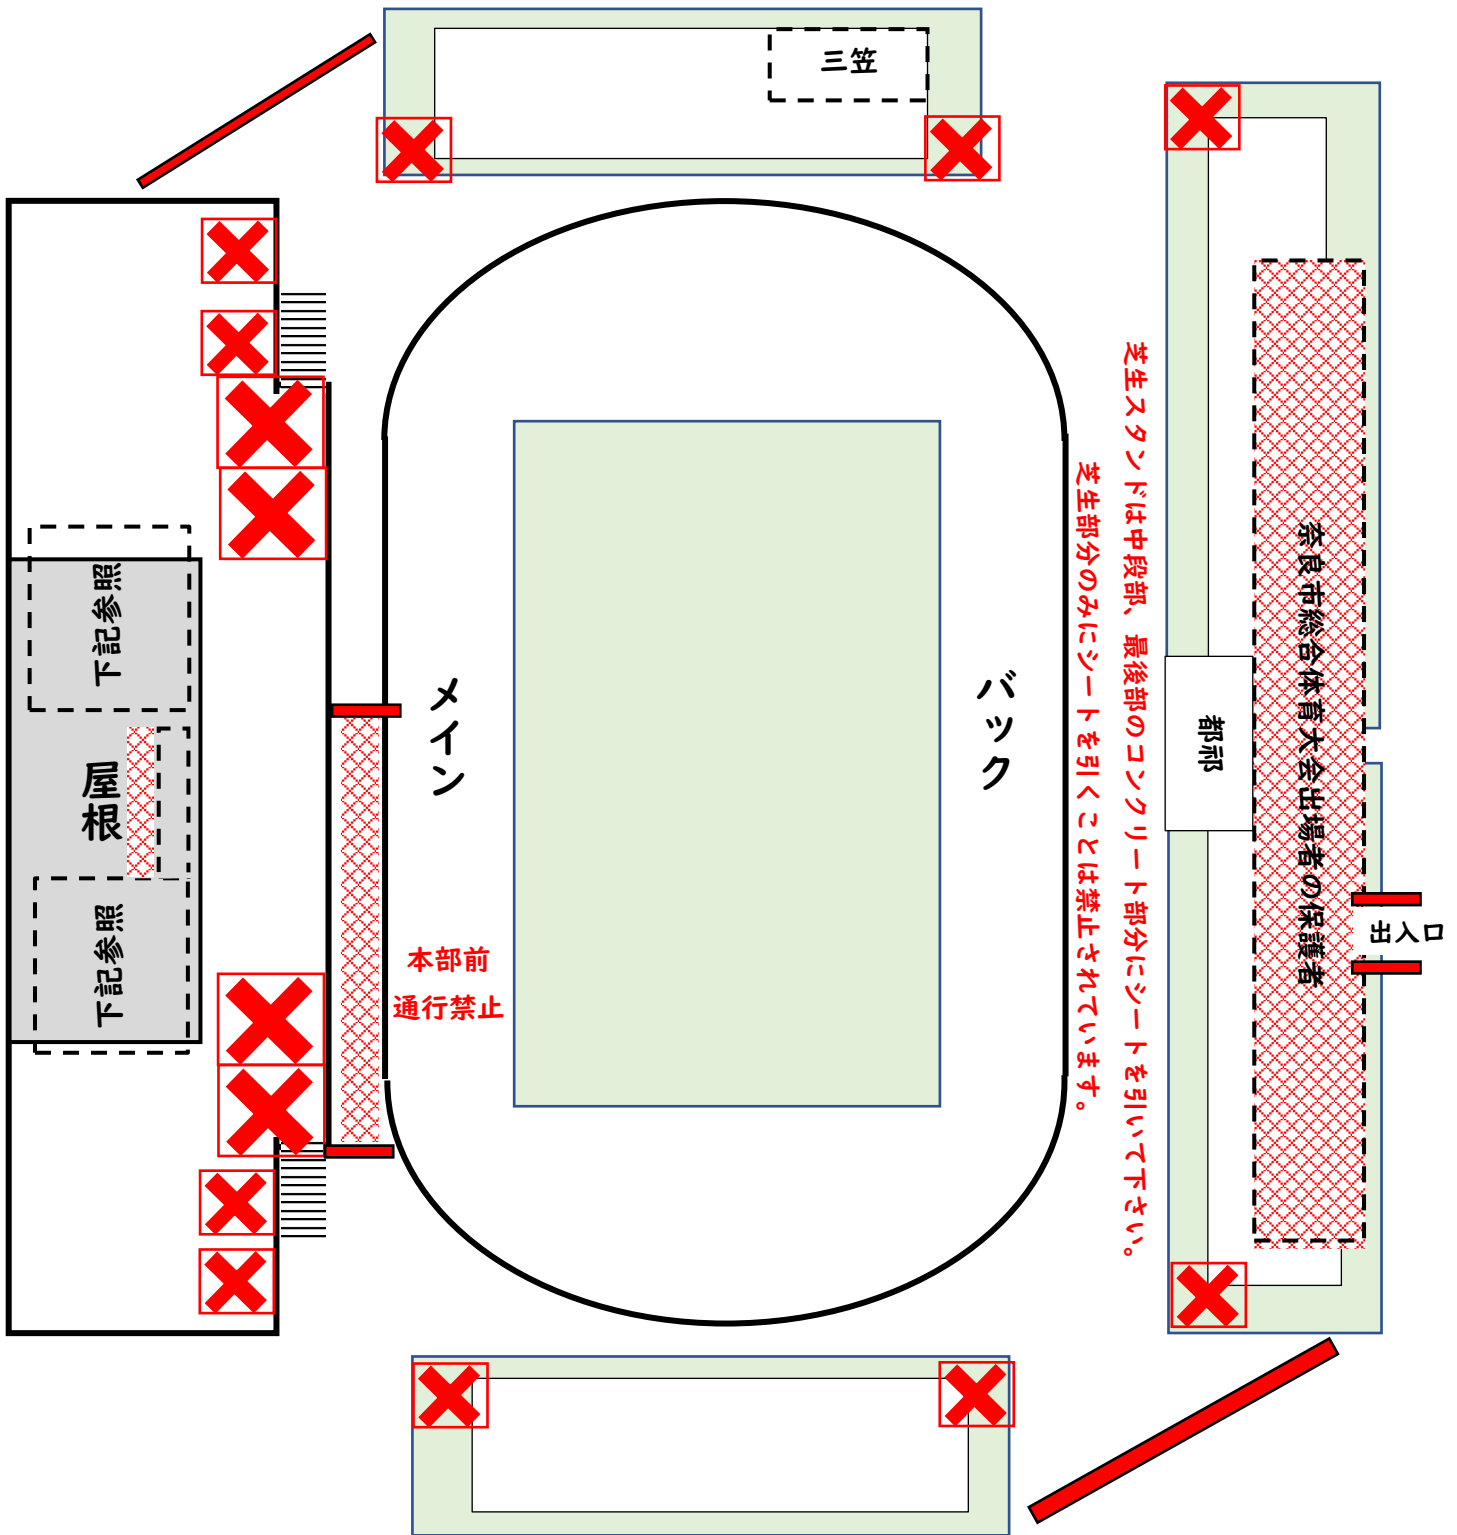 三笠
芝生スタンドは中段部、最後部のコンクリート部分にシートを引いて下さい。
芝生部分のみにシートを引くことは禁止されています。
奈良市総合体育大会出場者の保護者
都祁
出入口
下記参照
屋根
下記参照
メイン
バック
本部前
通行禁止